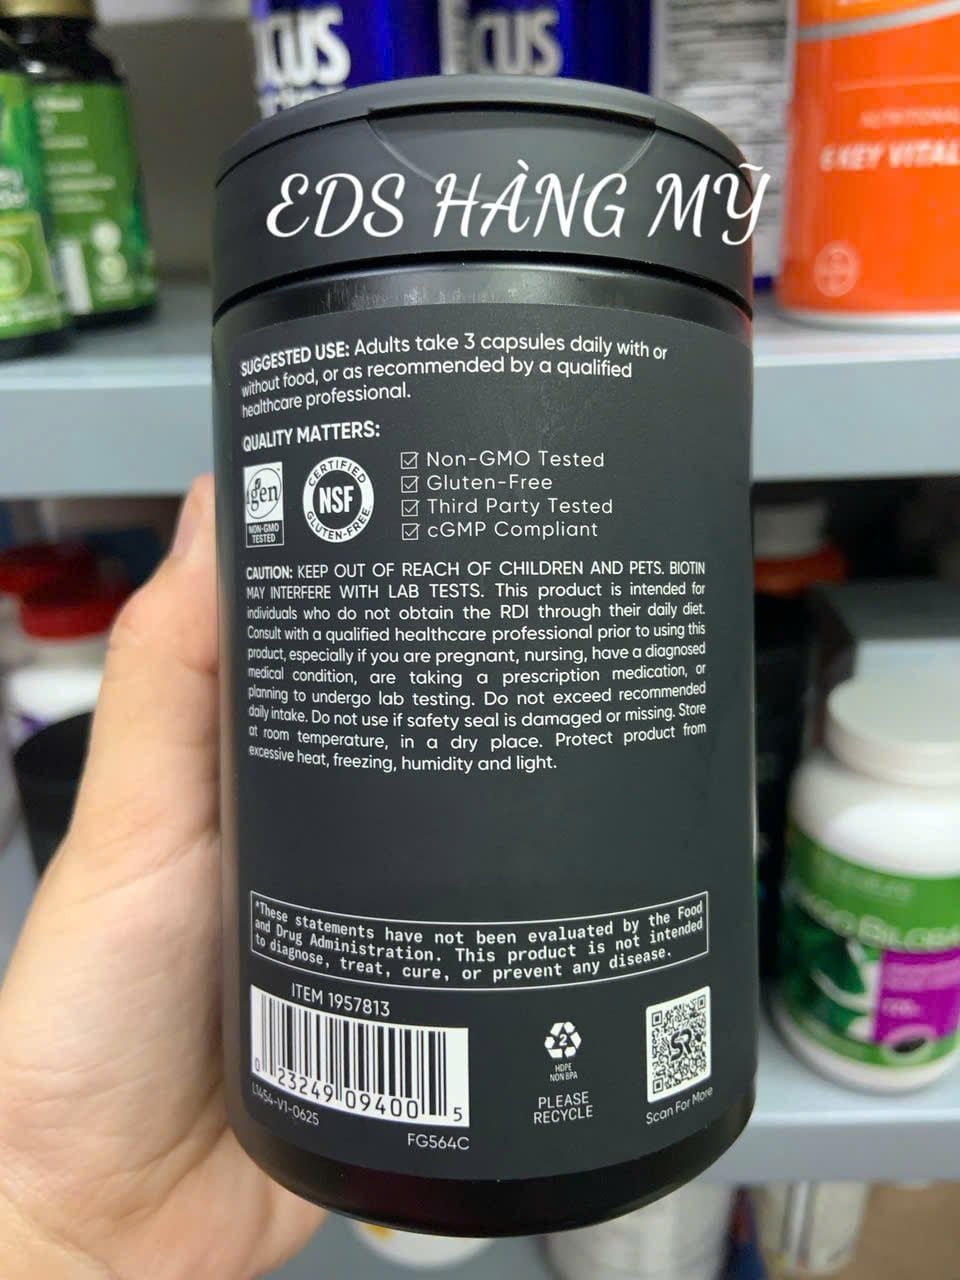 CUS
CUS
NUTRITIONAL
KEY VITAL
EDS HÀNG MỸ
SUGGESTED USE: Adults take 3 capsules daily with or
without food, or as recommended by a qualified
healthcare professional.
QUALITY MATTERS:
gen
NON-GMO
TESTED
CERTIFIED
NSF
GLUTEN-FREE
Non-GMO Tested
Gluten-Free
Third Party Tested
cGMP Compliant
CAUTION: KEEP OUT OF REACH OF CHILDREN AND PETS. BIOTIN
MAY INTERFERE WITH LAB TESTS. This product is intended for
individuals who do not obtain the RDI through their daily diet.
Consult with a qualified healthcare professional prior to using this
product, especially if you are pregnant, nursing, have a diagnosed
medical condition, are taking a prescription medication, or
planning to undergo lab testing. Do not exceed recommended
daily intake. Do not use if safety seal is damaged or missing. Store
at room temperature, in a dry place. Protect product from
excessive heat, freezing, humidity and light.
*These statements have not been evaluated by the Food
and Drug Administration. This product is not intended
to diagnose, treat, cure, or prevent any disease.
ITEM 1957813
0 23249 09400 5
L1454-V1-0625
FG564C
2
HDPE
NON BPA
PLEASE
RECYCLE
SR
Scan For More